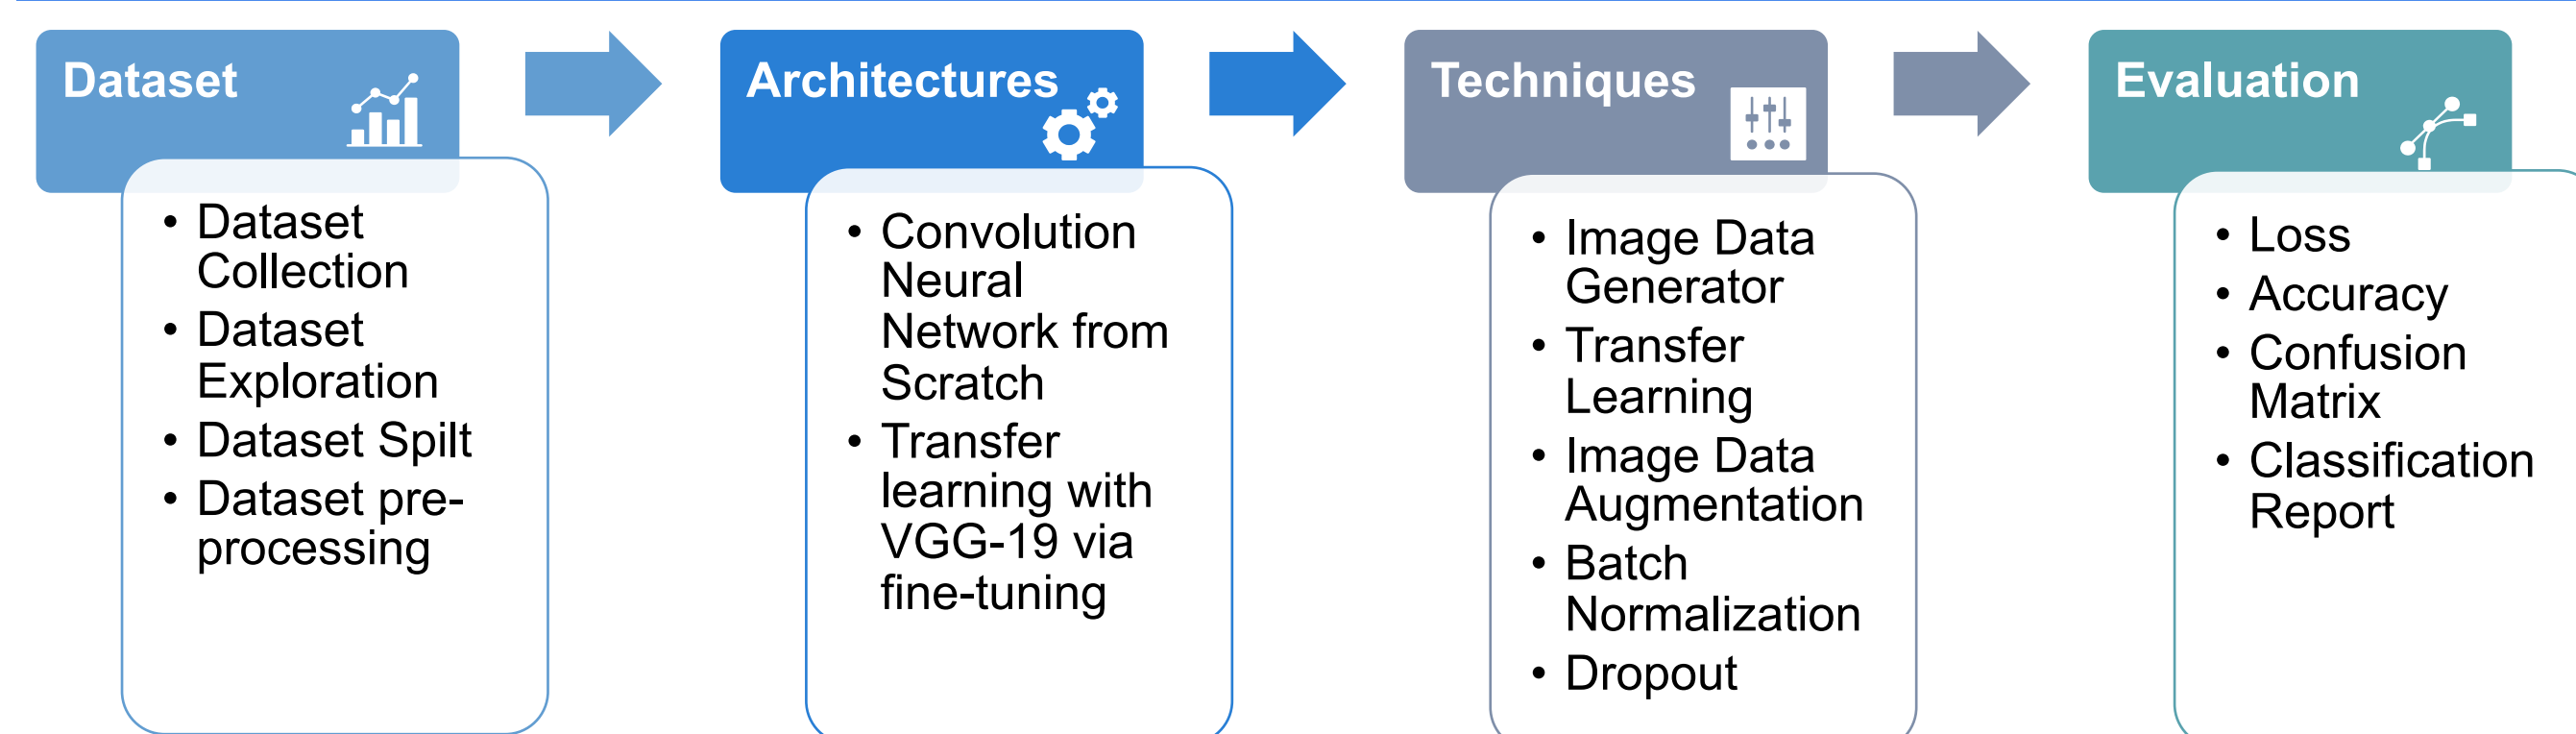 Dataset
• Dataset
Collection
• Dataset
Exploration
• Dataset Spilt
• Dataset pre-
processing
Architectures
• Convolution
Neural
Network from
Scratch
• Transfer
learning with
VGG-19 via
fine-tuning
Techniques
• Image Data
Generator
• Transfer
Learning
• Image Data
Augmentation
• Batch
Normalization
• Dropout
Evaluation
• Loss
• Accuracy
• Confusion
Matrix
• Classification
Report